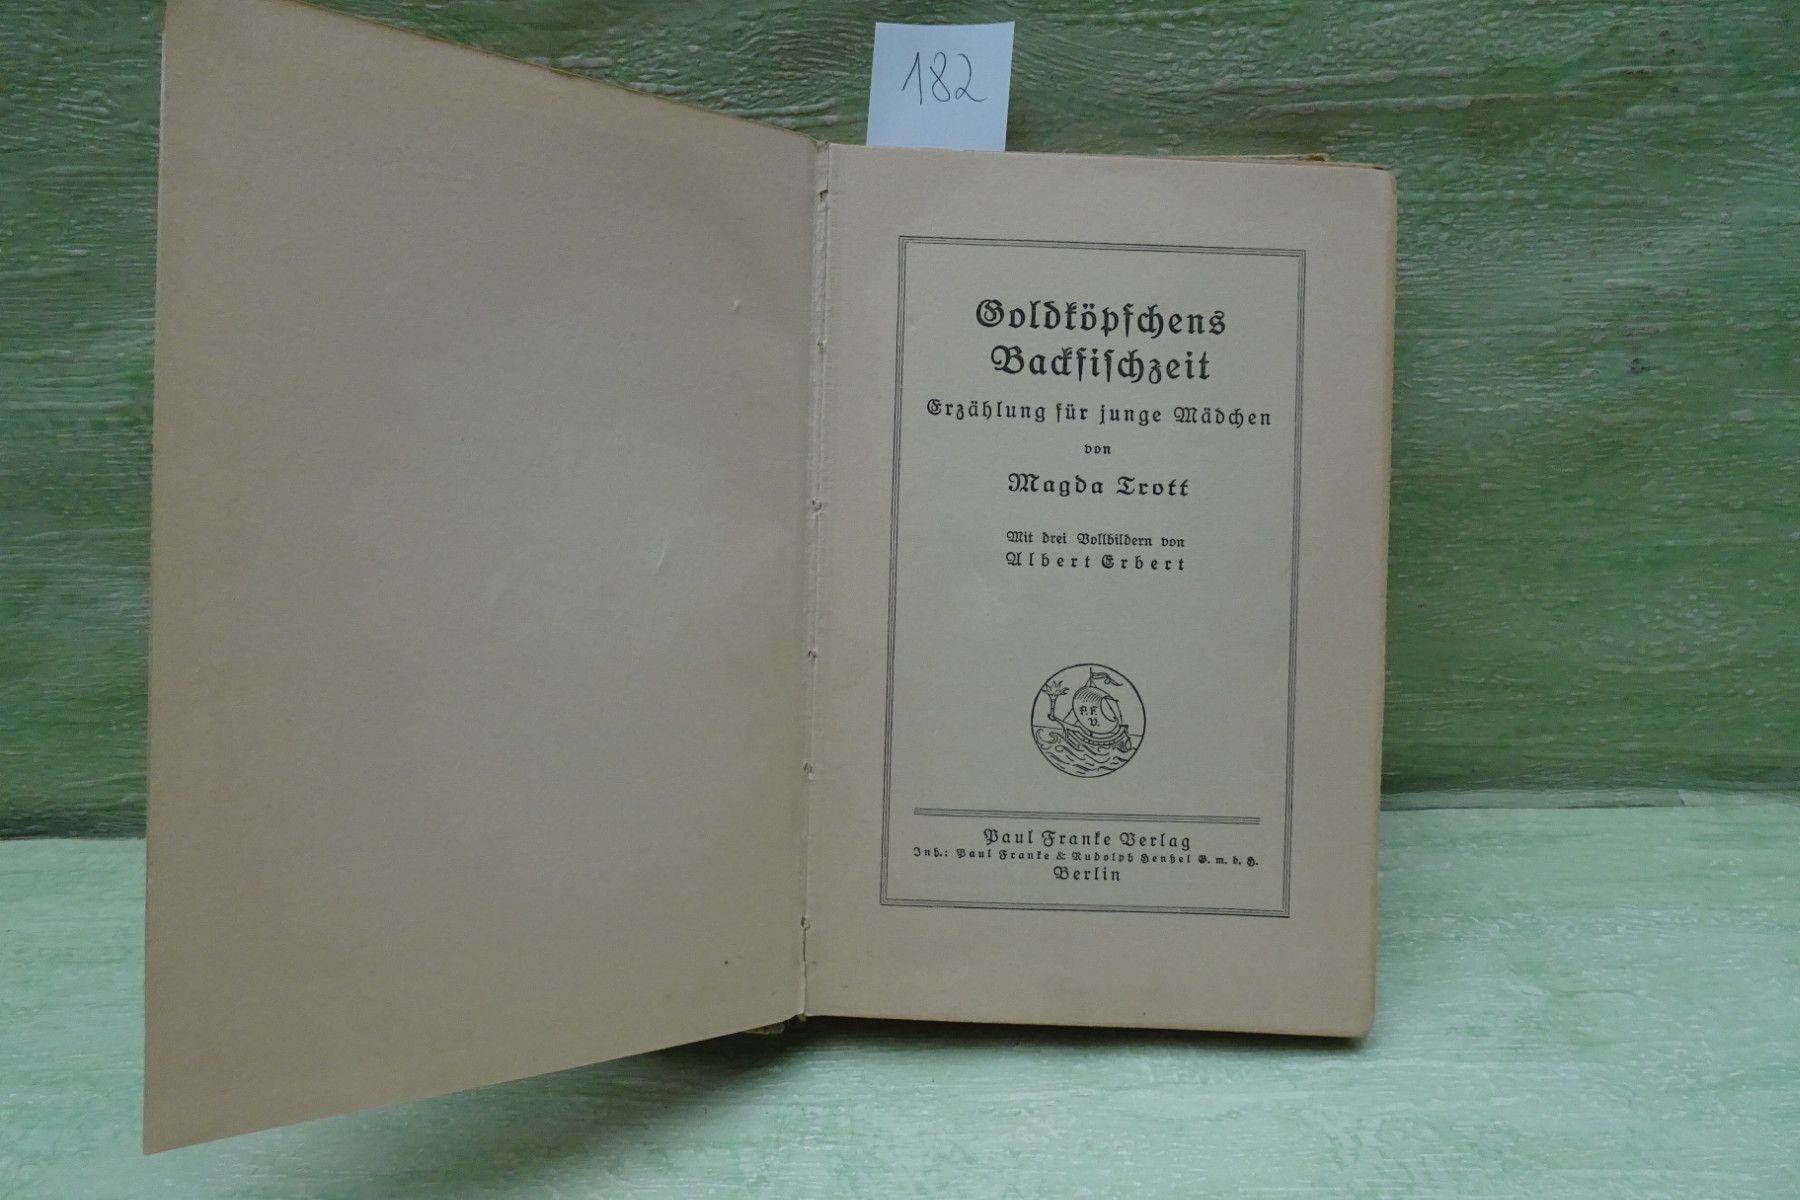 182
Goldköpfchens
Backfischzeit
Erzählung für junge Mädchen
von
Magda Trott
Mit drei Vollbildern von
Albert Erbert
P. F.
V.
Paul Franke Verlag
Inh.: Paul Franke & Rudolph Henßel G. m. b. H.
Berlin